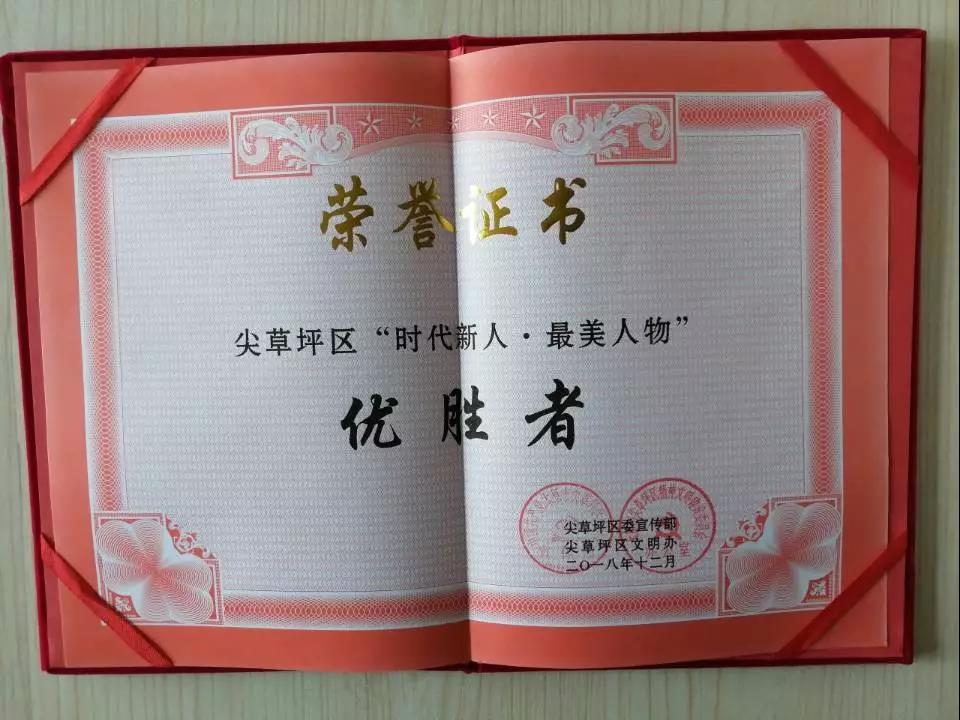 荣誉证书
尖草坪区“时代新人·最美人物”
优胜者
尖草坪区委宣传部
尖草坪区文明办
二〇一八年十二月